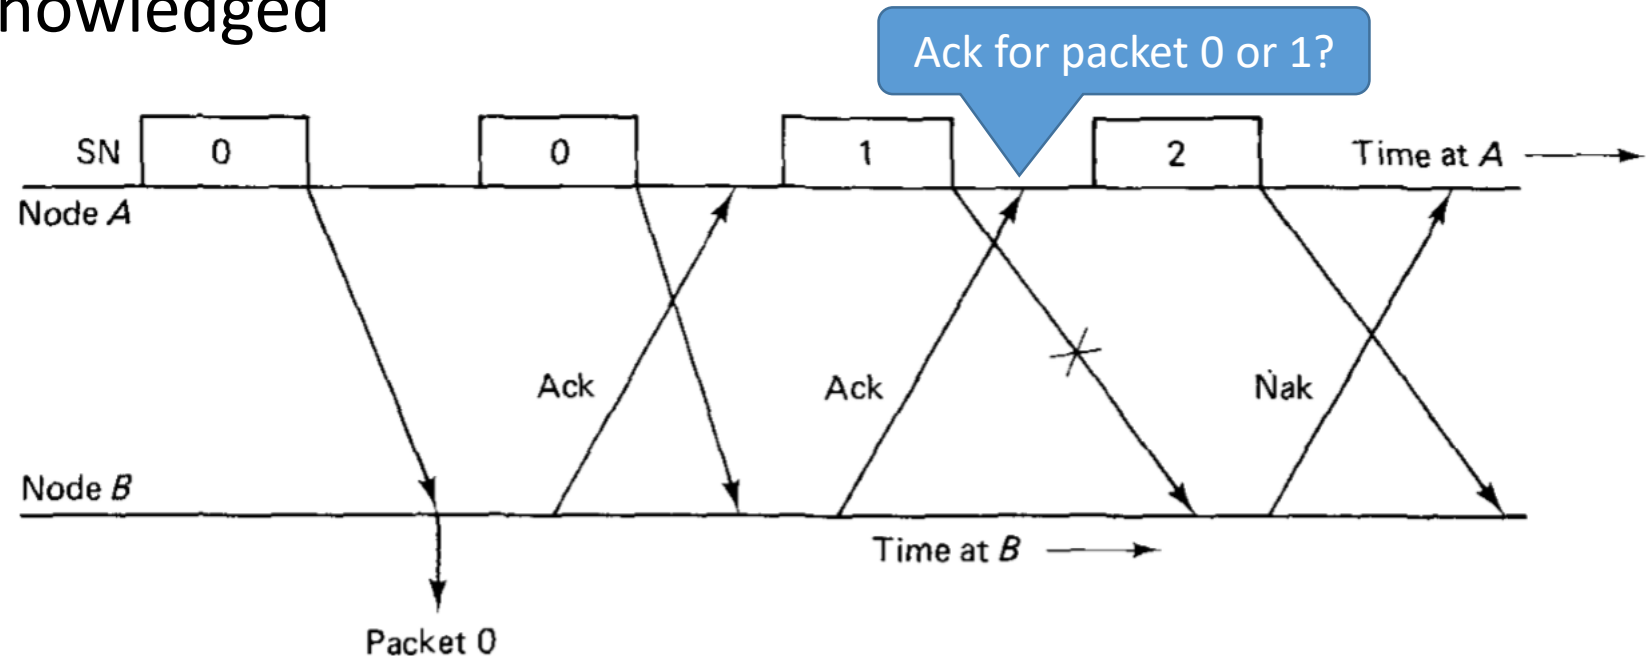 nowledged
Ack for packet 0 or 1?
SN 0 0 1 2 Time at A
Node A
Ack Ack Nak
Node B
Time at B
Packet 0